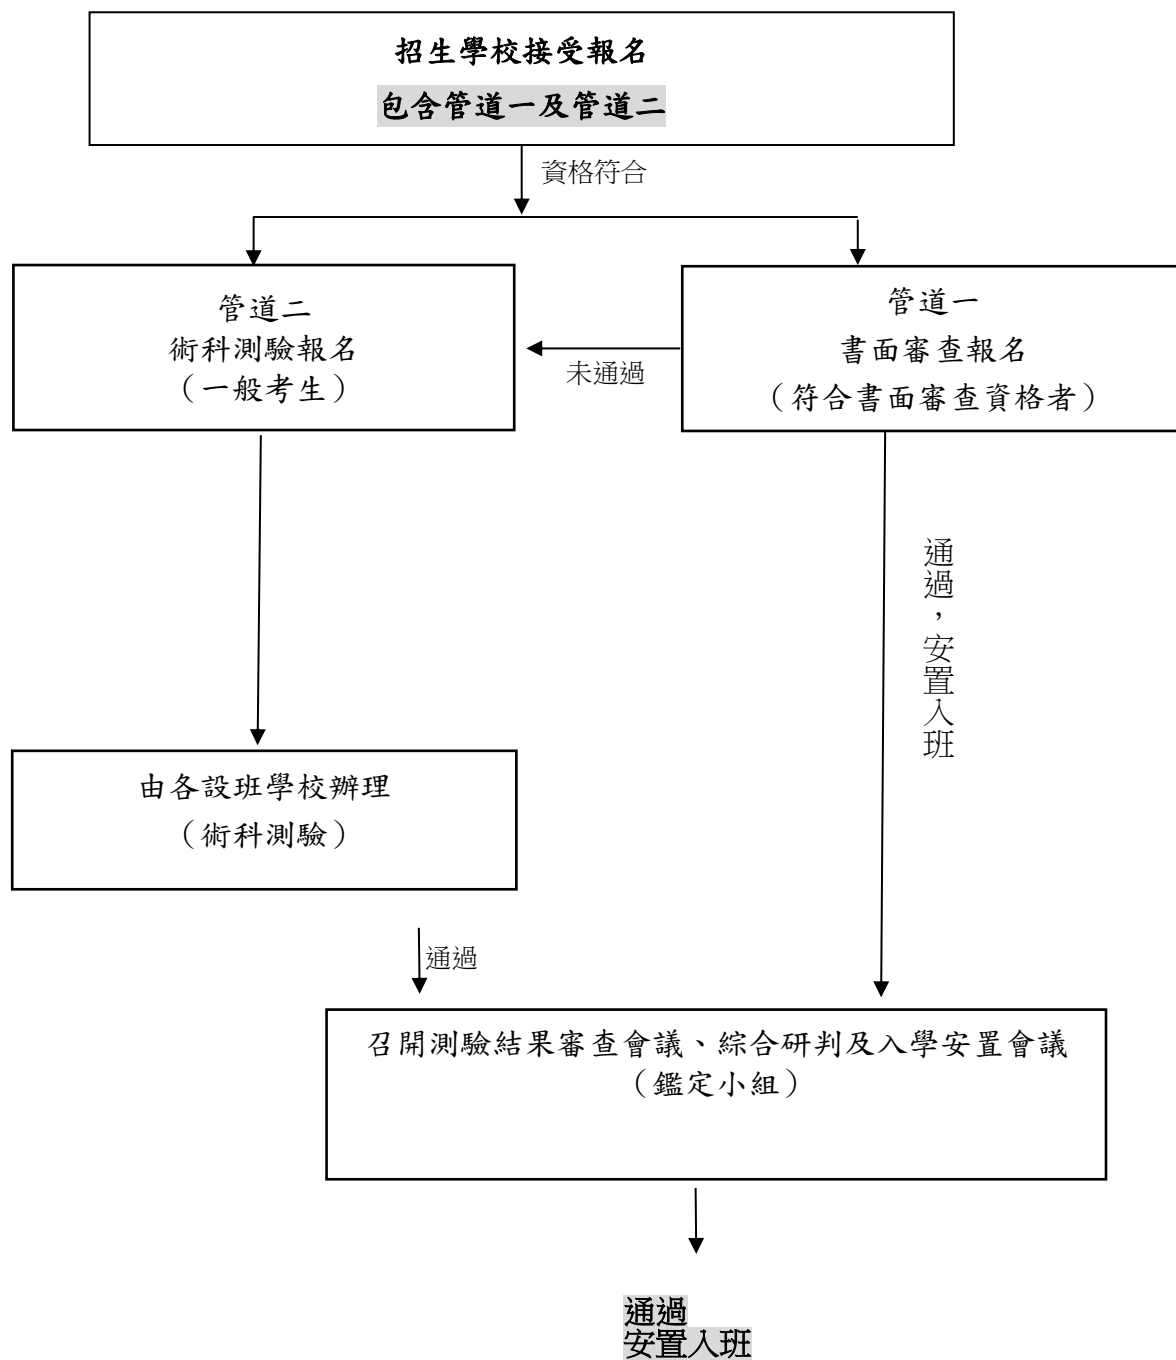 招生學校接受報名
包含管道一及管道二
資格符合
管道二
術科測驗報名
（一般考生）
未通過
管道一
書面審查報名
（符合書面審查資格者）
通過，安置入班
由各設班學校辦理
（術科測驗）
通過
召開測驗結果審查會議、綜合研判及入學安置會議
（鑑定小組）
通過
安置入班